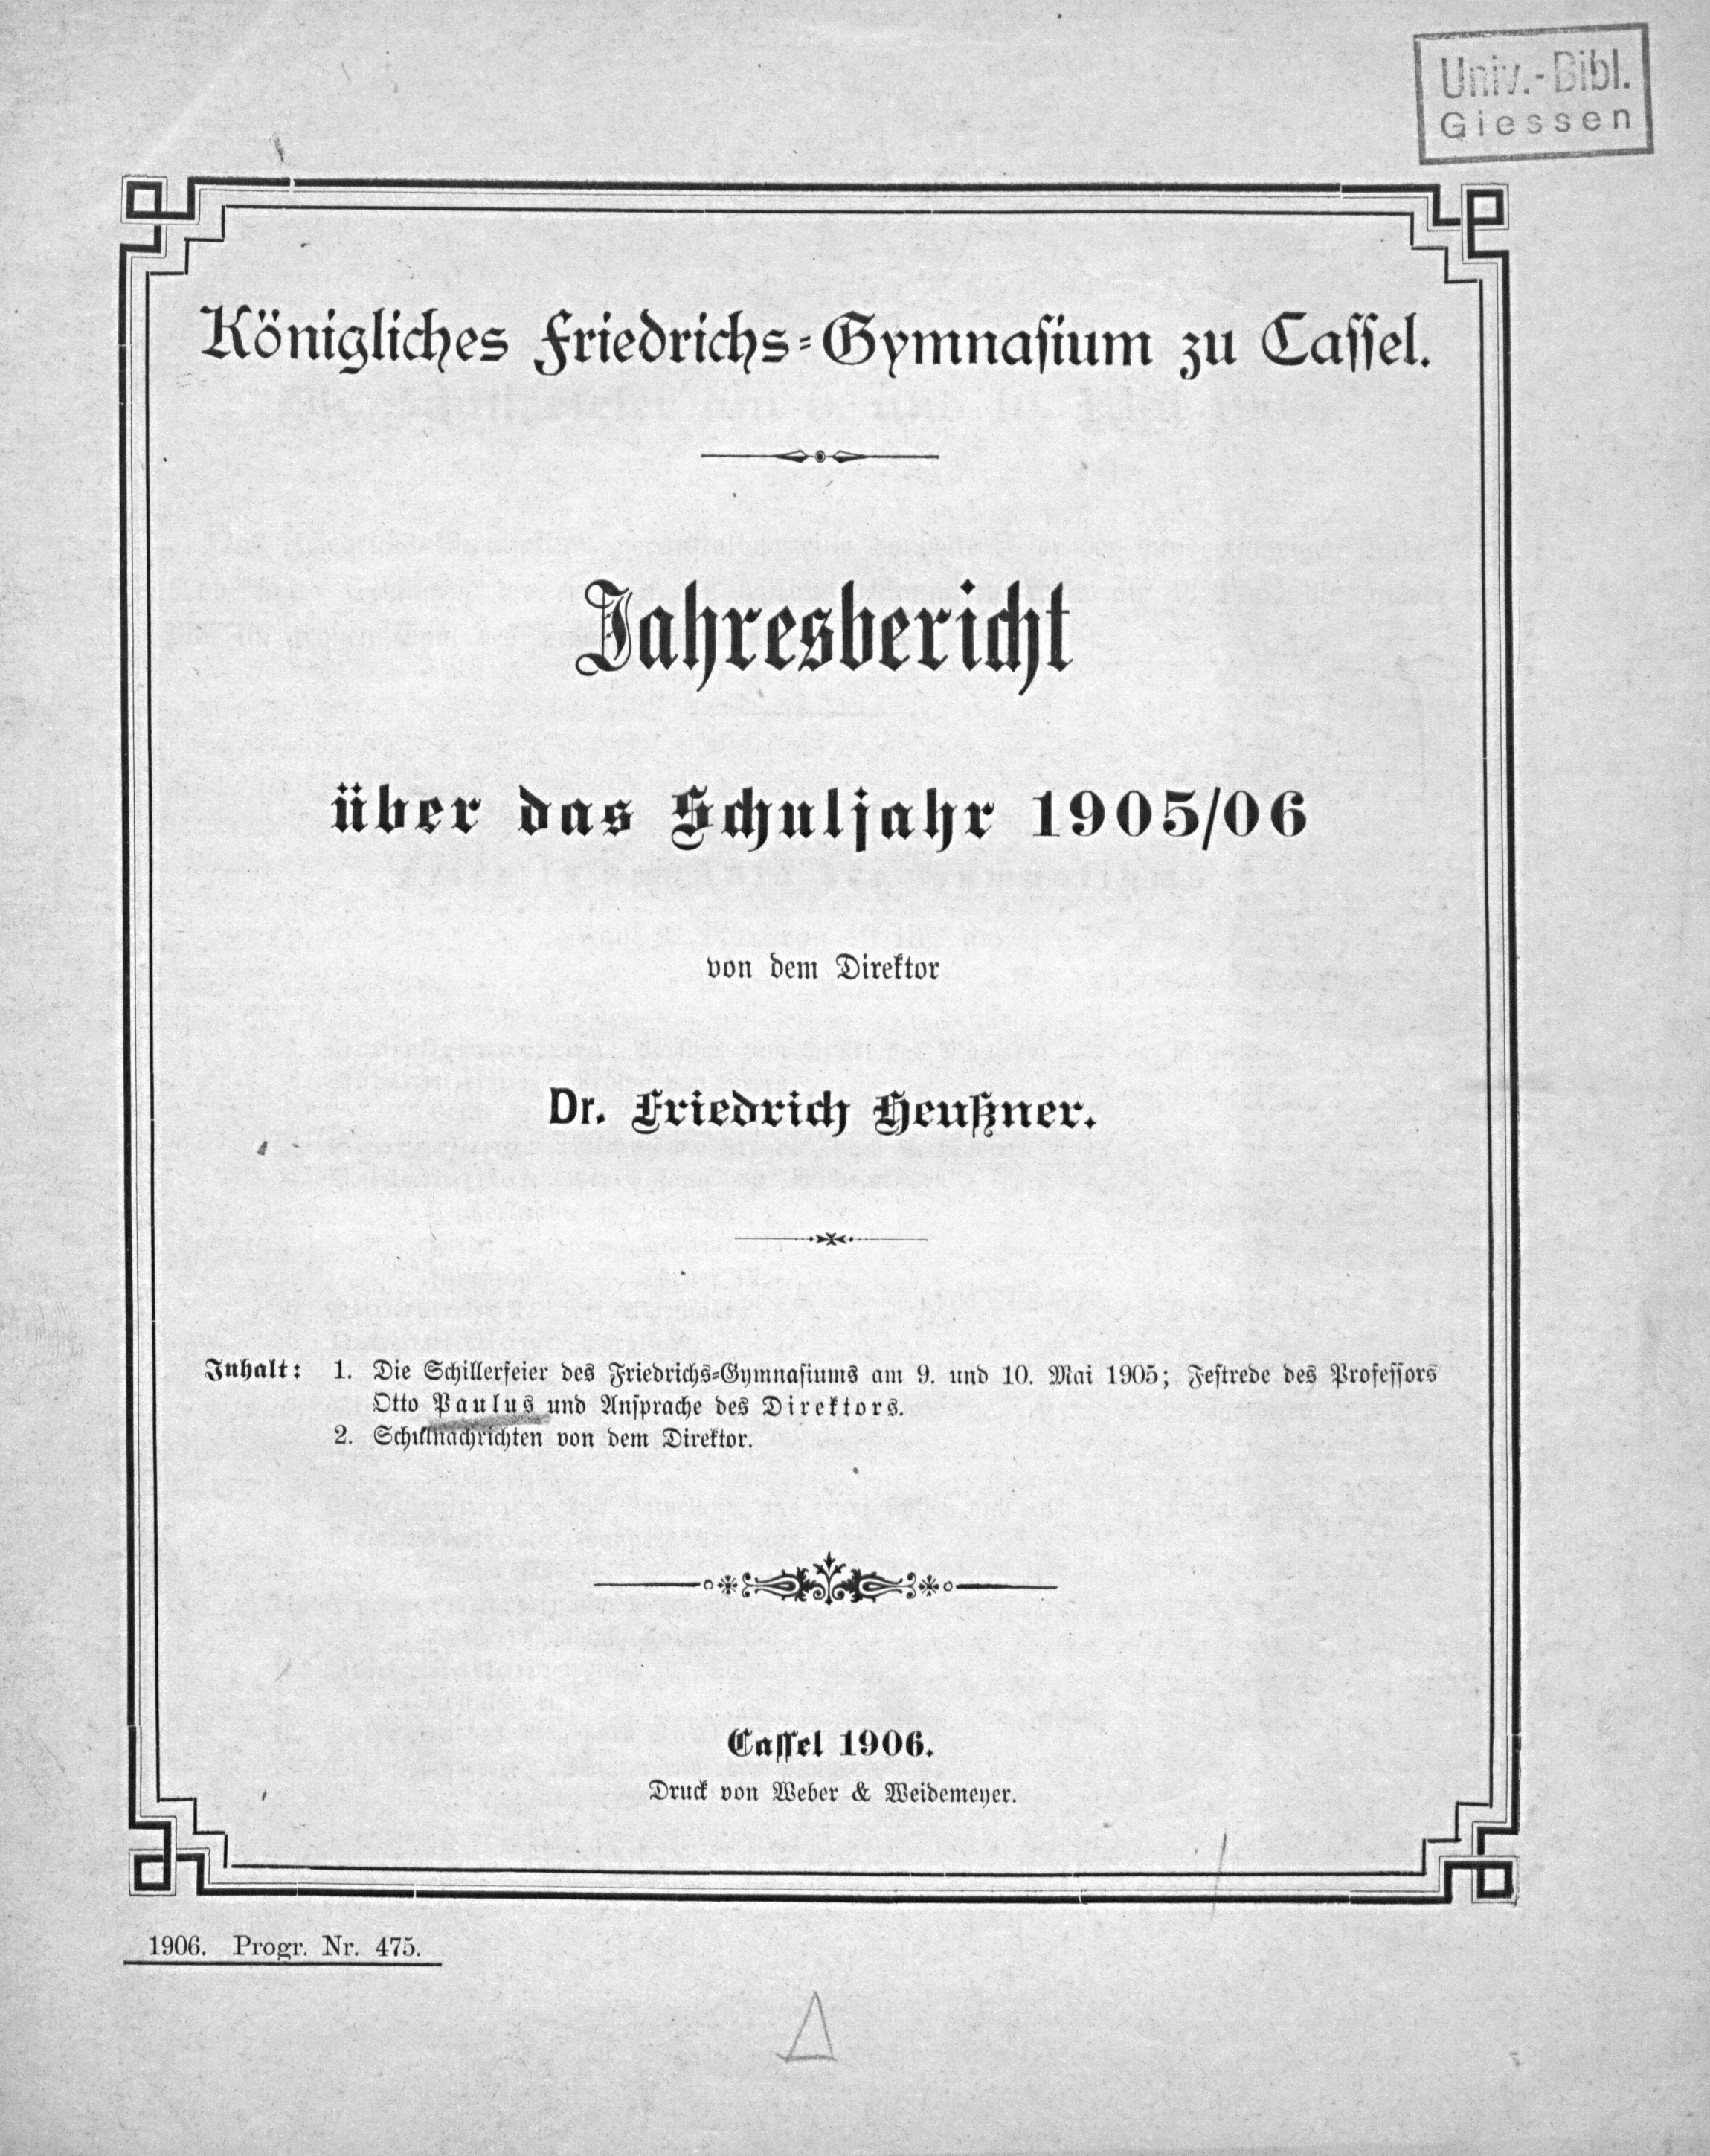 Univ.-Bibl.
Giessen
Königliches Friedrichs-Gymnasium zu Cassel.
Jahresbericht
über das Schuljahr 1905/06
von dem Direktor
Dr. Friedrich Heußner.
Inhalt: 1. Die Schillerfeier des Friedrichs-Gymnasiums am 9. und 10. Mai 1905; Festrede des Professors
Otto Paulus und Ansprache des Direktors.
2. Schulnachrichten von dem Direktor.
Cassel 1906.
Druck von Weber & Weidemeyer.
1906. Progr. Nr. 475.